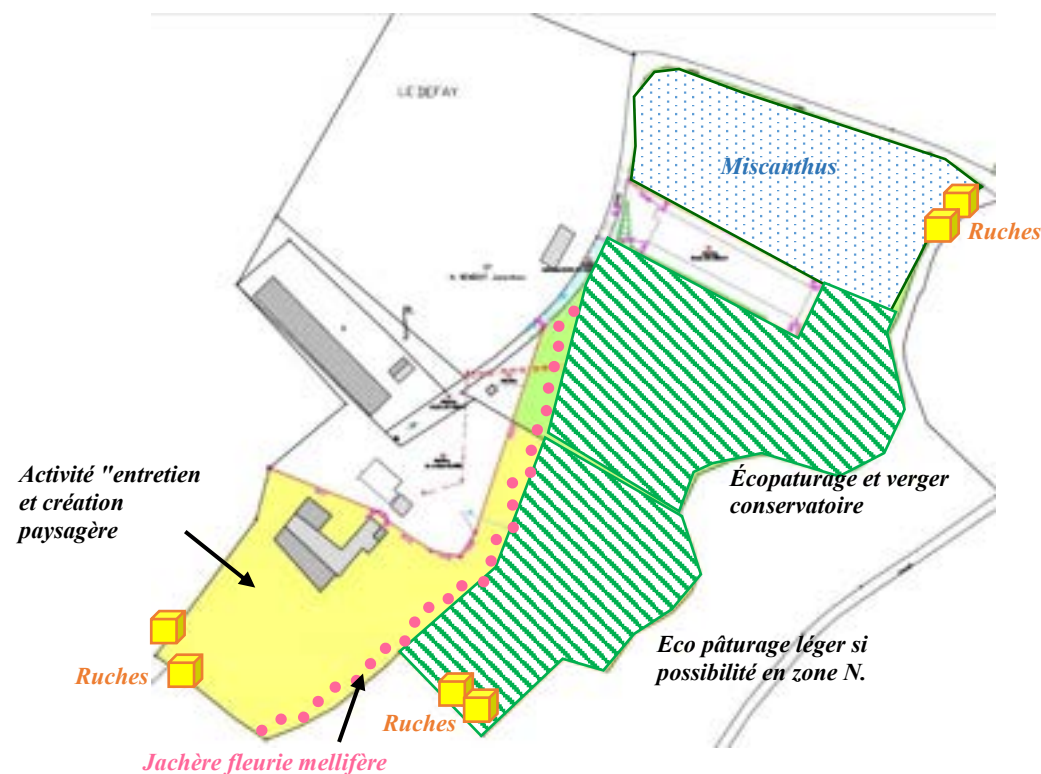 LE DEFAY
Miscanthus
Ruches
Activité "entretien
et création
paysagère
Écopaturage et verger
conservatoire
Eco pâturage léger si
possibilité en zone N.
Ruches
Ruches
Jachère fleurie mellifère